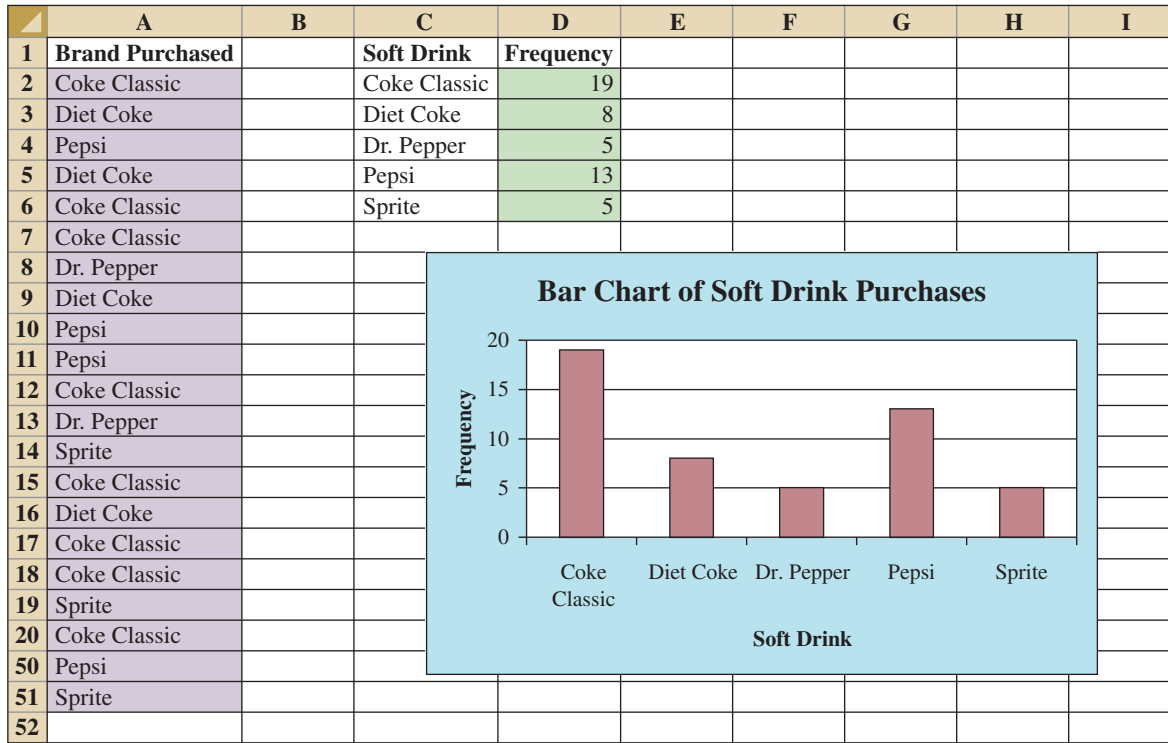 A B C D E F G H I
1 Brand Purchased Soft Drink Frequency
2 Coke Classic Coke Classic 19
3 Diet Coke Diet Coke 8
4 Pepsi Dr. Pepper 5
5 Diet Coke Pepsi 13
6 Coke Classic Sprite 5
7 Coke Classic
8 Dr. Pepper
9 Diet Coke
10 Pepsi
11 Pepsi
12 Coke Classic
13 Dr. Pepper
14 Sprite
15 Coke Classic
16 Diet Coke
17 Coke Classic
18 Coke Classic
19 Sprite
20 Coke Classic
50 Pepsi
51 Sprite
52
Bar Chart of Soft Drink Purchases
Frequency
20
15
10
5
0
Coke Diet Coke Dr. Pepper Pepsi Sprite
Classic
Soft Drink